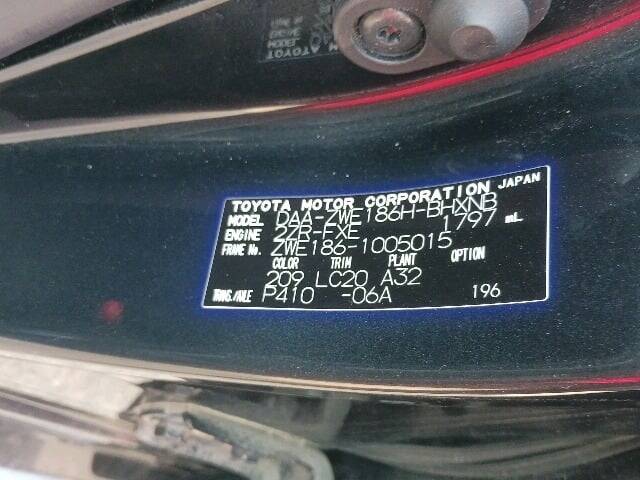 TOYOTA MOTOR CORPORATION JAPAN
MODEL DAA-ZWE186H-BHXNB
ENGINE 2ZR-FXE 1797 mL
FRAME No. ZWE186-1005015
COLOR TRIM PLANT OPTION
209 LC20 A32
TRANS./AXLE P410 -06A 196